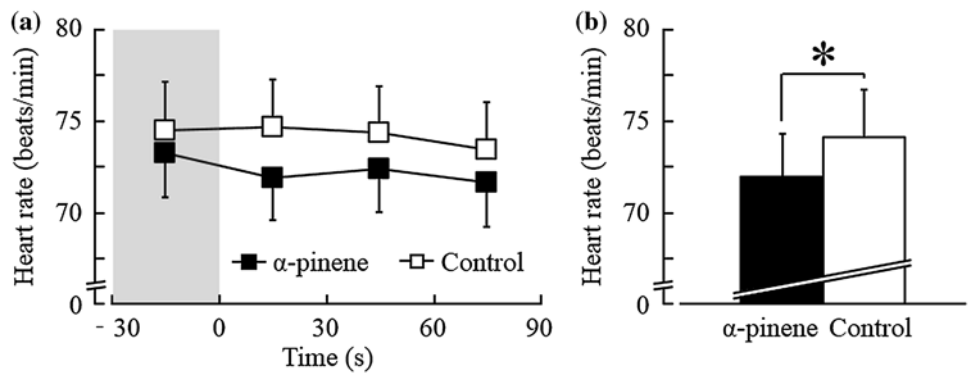 (a)
Heart rate (beats/min)
80
75
70
0
α-pinene
Control
- 30 0 30 60 90
Time (s)
(b)
Heart rate (beats/min)
80
75
70
0
*
α-pinene Control